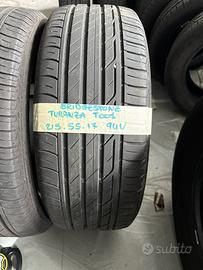 BRIDGESTONE
TURANZA T001
215.55.17 94V
subito